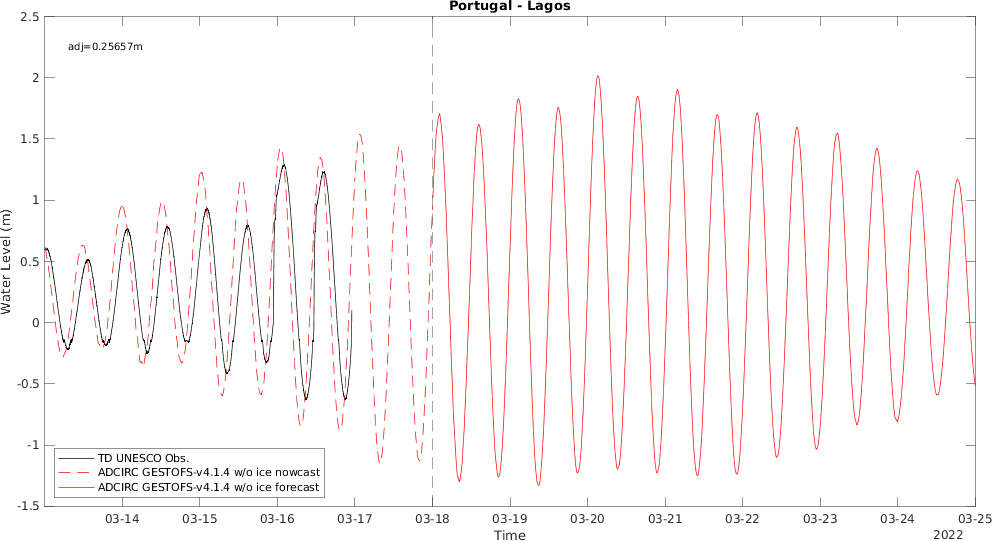 Portugal - Lagos
2.5
adj=0.25657m
2
1.5
1
0.5
0
-0.5
-1
-1.5
Water Level (m)
TD UNESCO Obs.
ADCIRC GESTOFS-v4.1.4 w/o ice nowcast
ADCIRC GESTOFS-v4.1.4 w/o ice forecast
03-14 03-15 03-16 03-17 03-18 03-19 03-20 03-21 03-22 03-23 03-24 03-25
Time
2022